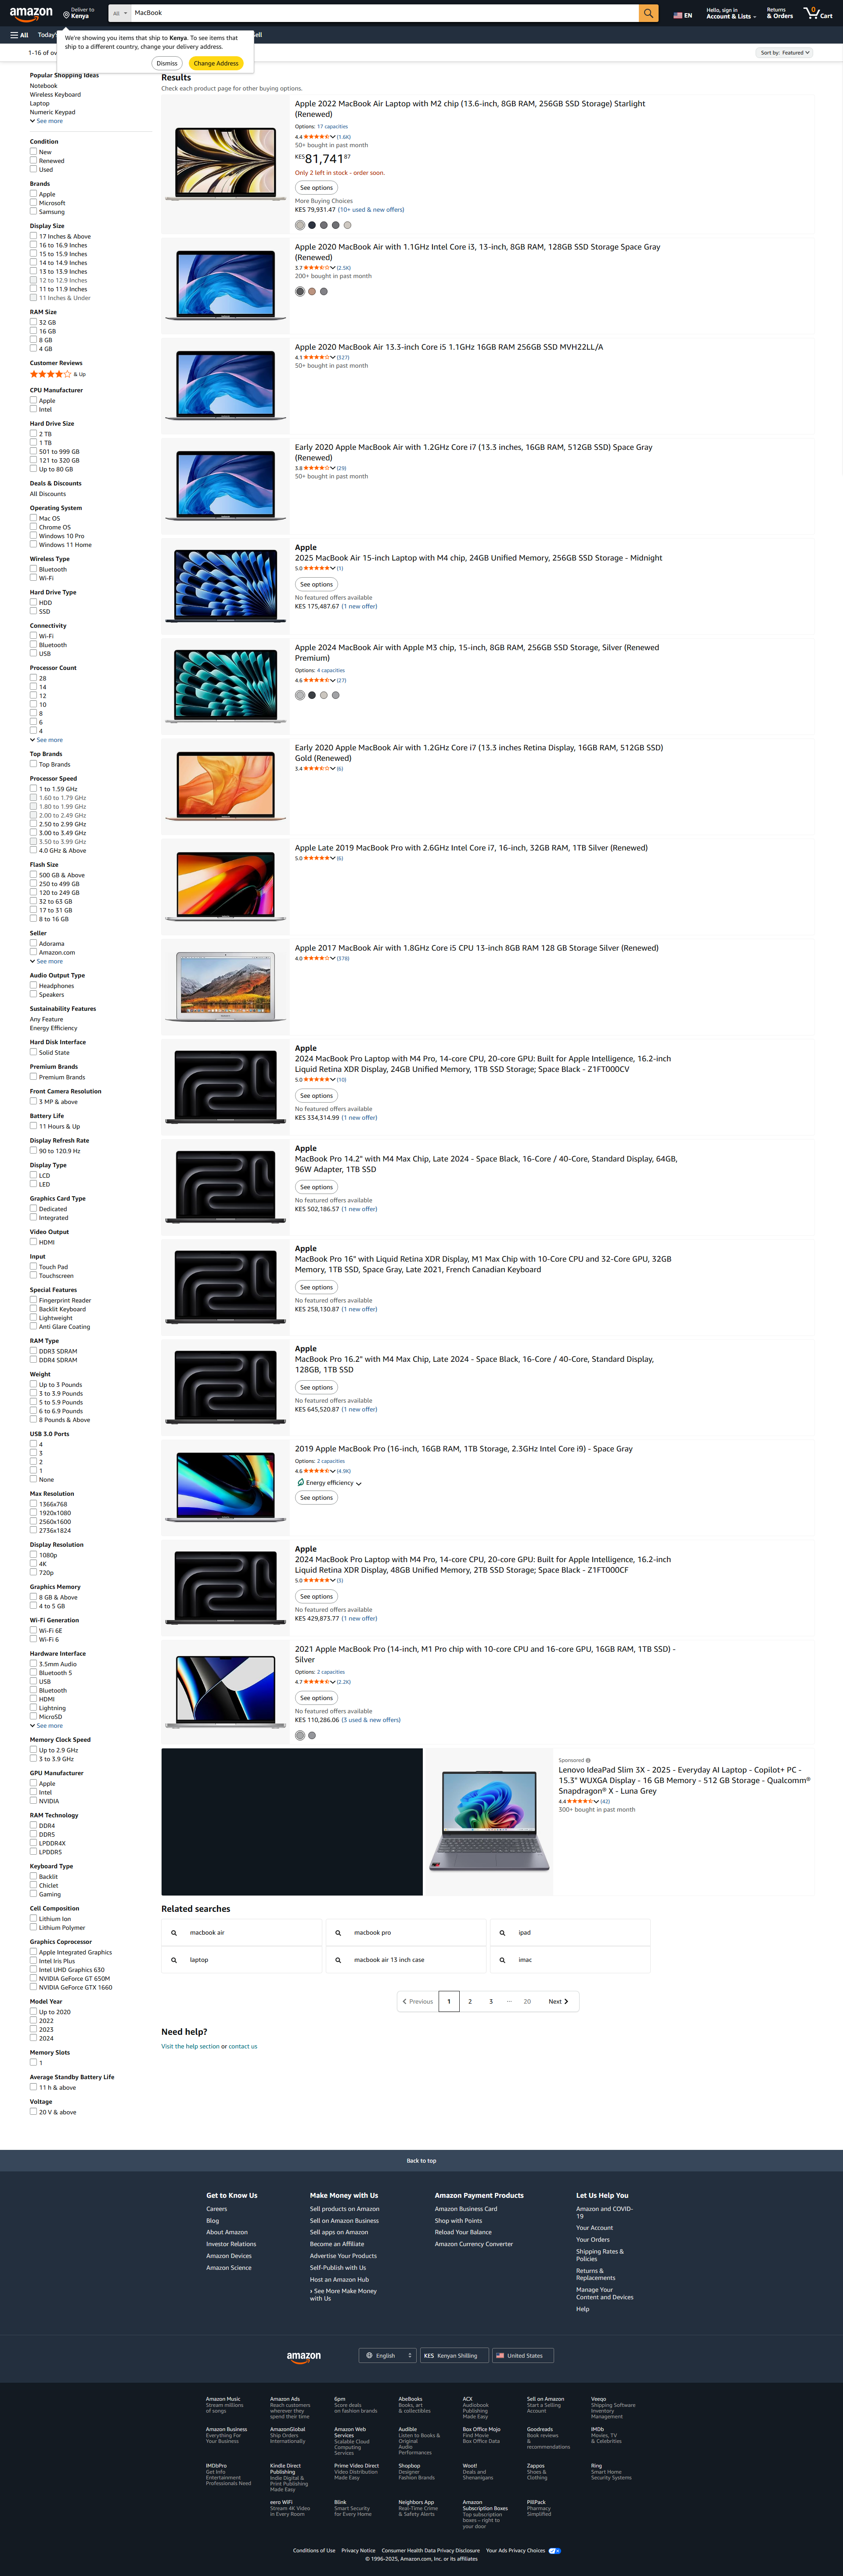 amazon
Deliver to
Kenya
All
MacBook
EN
Hello, sign in
Account & Lists
Returns
& Orders
0
Cart
All
Today'
ell
We're showing you items that ship to Kenya. To see items that
ship to a different country, change your delivery address.
Dismiss
Change Address
1-16 of ov
Sort by: Featured
Popular Shopping Ideas
Notebook
Wireless Keyboard
Laptop
Numeric Keypad
See more
Condition
New
Renewed
Used
Brands
Apple
Microsoft
Samsung
Display Size
17 Inches & Above
16 to 16.9 Inches
15 to 15.9 Inches
14 to 14.9 Inches
13 to 13.9 Inches
12 to 12.9 Inches
11 to 11.9 Inches
11 Inches & Under
RAM Size
32 GB
16 GB
8 GB
4 GB
Customer Reviews
& Up
CPU Manufacturer
Apple
Intel
Hard Drive Size
2 TB
1 TB
501 to 999 GB
121 to 320 GB
Up to 80 GB
Deals & Discounts
All Discounts
Operating System
Mac OS
Chrome OS
Windows 10 Pro
Windows 11 Home
Wireless Type
Bluetooth
Wi-Fi
Hard Drive Type
HDD
SSD
Connectivity
Wi-Fi
Bluetooth
USB
Processor Count
28
14
12
10
8
6
4
See more
Top Brands
Top Brands
Processor Speed
1 to 1.59 GHz
1.60 to 1.79 GHz
1.80 to 1.99 GHz
2.00 to 2.49 GHz
2.50 to 2.99 GHz
3.00 to 3.49 GHz
3.50 to 3.99 GHz
4.0 GHz & Above
Flash Size
500 GB & Above
250 to 499 GB
120 to 249 GB
32 to 63 GB
17 to 31 GB
8 to 16 GB
Seller
Adorama
Amazon.com
See more
Audio Output Type
Headphones
Speakers
Sustainability Features
Any Feature
Energy Efficiency
Hard Disk Interface
Solid State
Premium Brands
Premium Brands
Front Camera Resolution
3 MP & above
Battery Life
11 Hours & Up
Display Refresh Rate
90 to 120.9 Hz
Display Type
LCD
LED
Graphics Card Type
Dedicated
Integrated
Video Output
HDMI
Input
Touch Pad
Touchscreen
Special Features
Fingerprint Reader
Backlit Keyboard
Lightweight
Anti Glare Coating
RAM Type
DDR3 SDRAM
DDR4 SDRAM
Weight
Up to 3 Pounds
3 to 3.9 Pounds
5 to 5.9 Pounds
6 to 6.9 Pounds
8 Pounds & Above
USB 3.0 Ports
4
3
2
1
None
Max Resolution
1366x768
1920x1080
2560x1600
2736x1824
Display Resolution
1080p
4K
720p
Graphics Memory
8 GB & Above
4 to 5 GB
Wi-Fi Generation
Wi-Fi 6E
Wi-Fi 6
Hardware Interface
3.5mm Audio
Bluetooth 5
USB
Bluetooth
HDMI
Lightning
MicroSD
See more
Memory Clock Speed
Up to 2.9 GHz
3 to 3.9 GHz
GPU Manufacturer
Apple
Intel
NVIDIA
RAM Technology
DDR4
DDR5
LPDDR4X
LPDDR5
Keyboard Type
Backlit
Chiclet
Gaming
Cell Composition
Lithium Ion
Lithium Polymer
Graphics Coprocessor
Apple Integrated Graphics
Intel Iris Plus
Intel UHD Graphics 630
NVIDIA GeForce GT 650M
NVIDIA GeForce GTX 1660
Model Year
Up to 2020
2022
2023
2024
Memory Slots
1
Average Standby Battery Life
11 h & above
Voltage
20 V & above
Results
Check each product page for other buying options.
Apple 2022 MacBook Air Laptop with M2 chip (13.6-inch, 8GB RAM, 256GB SSD Storage) Starlight
(Renewed)
Options: 17 capacities
4.4 (1.6K)
50+ bought in past month
KES81,74187
Only 2 left in stock - order soon.
See options
More Buying Choices
KES 79,931.47 (10+ used & new offers)
Apple 2020 MacBook Air with 1.1GHz Intel Core i3, 13-inch, 8GB RAM, 128GB SSD Storage Space Gray
(Renewed)
3.7 (2.5K)
200+ bought in past month
Apple 2020 MacBook Air 13.3-inch Core i5 1.1GHz 16GB RAM 256GB SSD MVH22LL/A
4.1 (327)
50+ bought in past month
Early 2020 Apple MacBook Air with 1.2GHz Core i7 (13.3 inches, 16GB RAM, 512GB SSD) Space Gray
(Renewed)
3.8 (29)
50+ bought in past month
Apple
2025 MacBook Air 15-inch Laptop with M4 chip, 24GB Unified Memory, 256GB SSD Storage - Midnight
5.0 (1)
See options
No featured offers available
KES 175,487.67 (1 new offer)
Apple 2024 MacBook Air with Apple M3 chip, 15-inch, 8GB RAM, 256GB SSD Storage, Silver (Renewed
Premium)
Options: 4 capacities
4.6 (27)
Early 2020 Apple MacBook Air with 1.2GHz Core i7 (13.3 inches Retina Display, 16GB RAM, 512GB SSD)
Gold (Renewed)
3.4 (6)
Apple Late 2019 MacBook Pro with 2.6GHz Intel Core i7, 16-inch, 32GB RAM, 1TB Silver (Renewed)
5.0 (6)
Apple 2017 MacBook Air with 1.8GHz Core i5 CPU 13-inch 8GB RAM 128 GB Storage Silver (Renewed)
4.0 (378)
Apple
2024 MacBook Pro Laptop with M4 Pro, 14-core CPU, 20-core GPU: Built for Apple Intelligence, 16.2-inch
Liquid Retina XDR Display, 24GB Unified Memory, 1TB SSD Storage; Space Black - Z1FT000CV
5.0 (10)
See options
No featured offers available
KES 334,314.99 (1 new offer)
Apple
MacBook Pro 14.2" with M4 Max Chip, Late 2024 - Space Black, 16-Core / 40-Core, Standard Display, 64GB,
96W Adapter, 1TB SSD
See options
No featured offers available
KES 502,186.57 (1 new offer)
Apple
MacBook Pro 16" with Liquid Retina XDR Display, M1 Max Chip with 10-Core CPU and 32-Core GPU, 32GB
Memory, 1TB SSD, Space Gray, Late 2021, French Canadian Keyboard
See options
No featured offers available
KES 258,130.87 (1 new offer)
Apple
MacBook Pro 16.2" with M4 Max Chip, Late 2024 - Space Black, 16-Core / 40-Core, Standard Display,
128GB, 1TB SSD
See options
No featured offers available
KES 645,520.87 (1 new offer)
2019 Apple MacBook Pro (16-inch, 16GB RAM, 1TB Storage, 2.3GHz Intel Core i9) - Space Gray
Options: 2 capacities
4.6 (4.9K)
Energy efficiency
See options
Apple
2024 MacBook Pro Laptop with M4 Pro, 14-core CPU, 20-core GPU: Built for Apple Intelligence, 16.2-inch
Liquid Retina XDR Display, 48GB Unified Memory, 2TB SSD Storage; Space Black - Z1FT000CF
5.0 (3)
See options
No featured offers available
KES 429,873.77 (1 new offer)
2021 Apple MacBook Pro (14-inch, M1 Pro chip with 10-core CPU and 16-core GPU, 16GB RAM, 1TB SSD) -
Silver
Options: 2 capacities
4.7 (2.2K)
See options
No featured offers available
KES 110,286.06 (3 used & new offers)
Sponsored
Lenovo IdeaPad Slim 3X - 2025 - Everyday AI Laptop - Copilot+ PC -
15.3" WUXGA Display - 16 GB Memory - 512 GB Storage - Qualcomm®
Snapdragon® X - Luna Grey
4.4 (42)
300+ bought in past month
Related searches
macbook air
macbook pro
ipad
laptop
macbook air 13 inch case
imac
Previous 1 2 3 ... 20 Next
Need help?
Visit the help section or contact us
Back to top
Get to Know Us
Careers
Blog
About Amazon
Investor Relations
Amazon Devices
Amazon Science
Make Money with Us
Sell products on Amazon
Sell on Amazon Business
Sell apps on Amazon
Become an Affiliate
Advertise Your Products
Self-Publish with Us
Host an Amazon Hub
› See More Make Money
with Us
Amazon Payment Products
Amazon Business Card
Shop with Points
Reload Your Balance
Amazon Currency Converter
Let Us Help You
Amazon and COVID-
19
Your Account
Your Orders
Shipping Rates &
Policies
Returns &
Replacements
Manage Your
Content and Devices
Help
amazon
English
KES Kenyan Shilling
United States
Amazon Music
Stream millions
of songs
Amazon Ads
Reach customers
wherever they
spend their time
6pm
Score deals
on fashion brands
AbeBooks
Books, art
& collectibles
ACX
Audiobook
Publishing
Made Easy
Sell on Amazon
Start a Selling
Account
Veeqo
Shipping Software
Inventory
Management
Amazon Business
Everything For
Your Business
AmazonGlobal
Ship Orders
Internationally
Amazon Web
Services
Scalable Cloud
Computing
Services
Audible
Listen to Books &
Original
Audio
Performances
Box Office Mojo
Find Movie
Box Office Data
Goodreads
Book reviews
&
recommendations
IMDb
Movies, TV
& Celebrities
IMDbPro
Get Info
Entertainment
Professionals Need
Kindle Direct
Publishing
Indie Digital &
Print Publishing
Made Easy
Prime Video Direct
Video Distribution
Made Easy
Shopbop
Designer
Fashion Brands
Woot!
Deals and
Shenanigans
Zappos
Shoes &
Clothing
Ring
Smart Home
Security Systems
eero WiFi
Stream 4K Video
in Every Room
Blink
Smart Security
for Every Home
Neighbors App
Real-Time Crime
& Safety Alerts
Amazon
Subscription Boxes
Top subscription
boxes – right to
your door
PillPack
Pharmacy
Simplified
Conditions of Use
Privacy Notice
Consumer Health Data Privacy Disclosure
Your Ads Privacy Choices
© 1996-2025, Amazon.com, Inc. or its affiliates